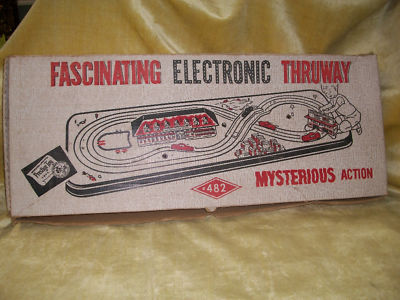 FASCINATING ELECTRONIC THRUWAY
482
MYSTERIOUS ACTION